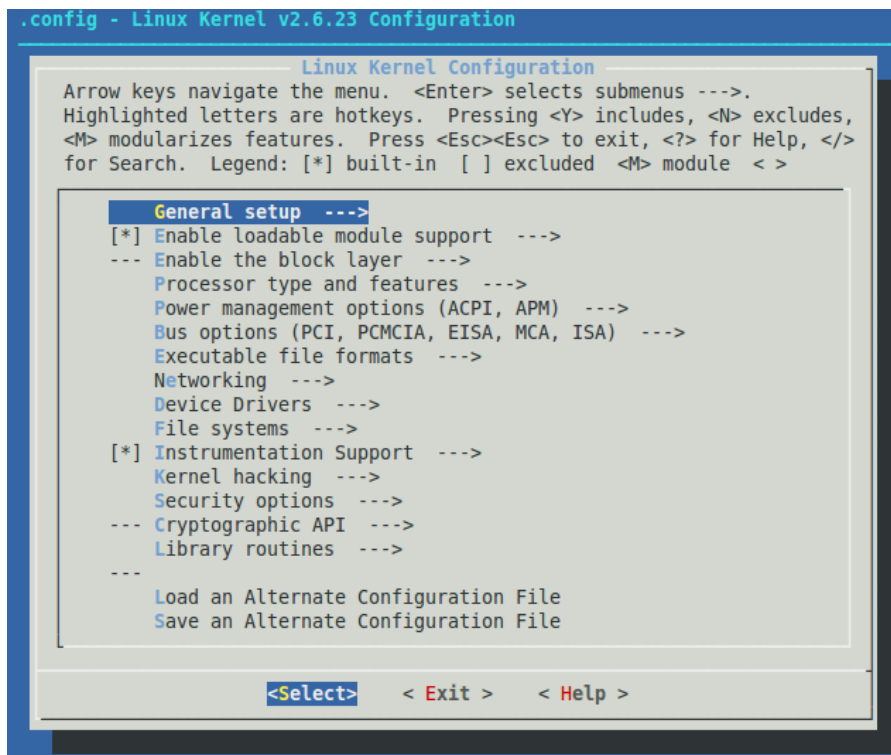 .config - Linux Kernel v2.6.23 Configuration
Linux Kernel Configuration
Arrow keys navigate the menu.  <Enter> selects submenus --->.
Highlighted letters are hotkeys.  Pressing <Y> includes, <N> excludes,
<M> modularizes features.  Press <Esc><Esc> to exit, <?> for Help, </>
for Search.  Legend: [*] built-in  [ ] excluded  <M> module  < >
General setup  --->
[*] Enable loadable module support  --->
--- Enable the block layer  --->
Processor type and features  --->
Power management options (ACPI, APM)  --->
Bus options (PCI, PCMCIA, EISA, MCA, ISA)  --->
Executable file formats  --->
Networking  --->
Device Drivers  --->
File systems  --->
[*] Instrumentation Support  --->
Kernel hacking  --->
Security options  --->
--- Cryptographic API  --->
Library routines  --->
---
Load an Alternate Configuration File
Save an Alternate Configuration File
<Select>    < Exit >    < Help >